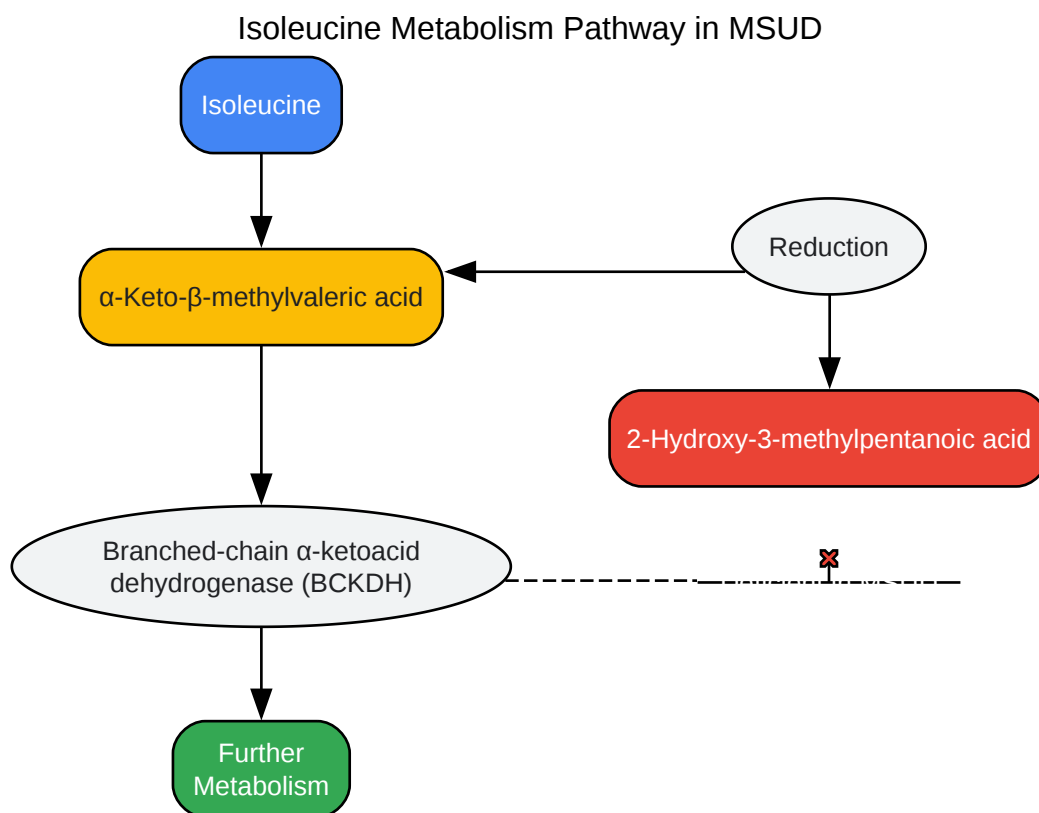 Isoleucine Metabolism Pathway in MSUD
Isoleucine
Reduction
α-Keto-β-methylvaleric acid
2-Hydroxy-3-methylpentanoic acid
Branched-chain α-ketoacid
dehydrogenase (BCKDH)
Further
Metabolism